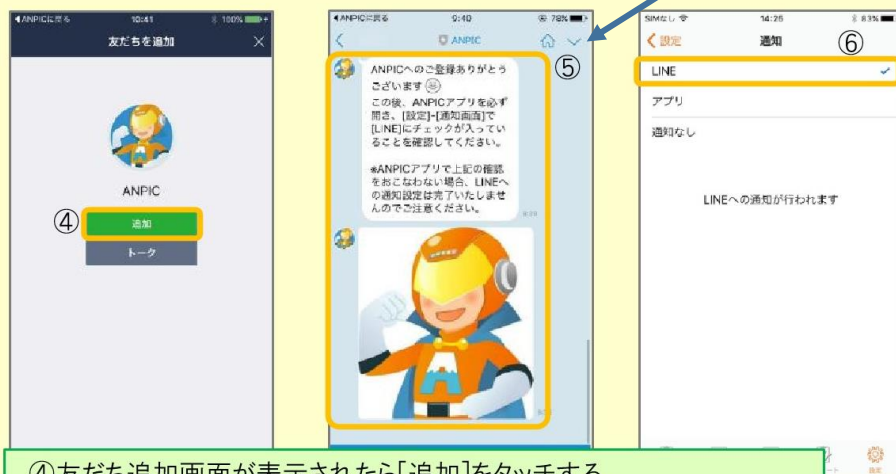 ◀ANPICに戻る 10:41 100%
友だちを追加 ×
ANPIC
④
追加
トーク
◀ANPICに戻る 9:40 78%
ANPIC
⑤
ANPICへのご登録ありがとう
ございます
この後、ANPICアプリを必ず
開き、[設定]-[通知画面]で
[LINE]にチェックが入ってい
ることを確認してください。
※ANPICアプリで上記の確認
をおこなわない場合、LINEへ
の通知設定は完了いたしませ
んのでご注意ください。
SIMなし 14:26 83%
設定 通知
⑥
LINE
アプリ
通知なし
LINEへの通知が行われます
設定
④友だち追加画面が表示されたら「追加」をタッチする